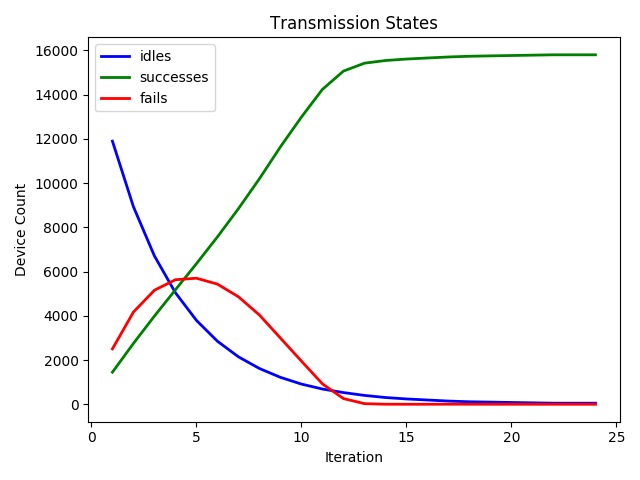 Transmission States
idles
successes
fails
16000
14000
12000
10000
8000
6000
4000
2000
0
Device Count
0 5 10 15 20 25
Iteration